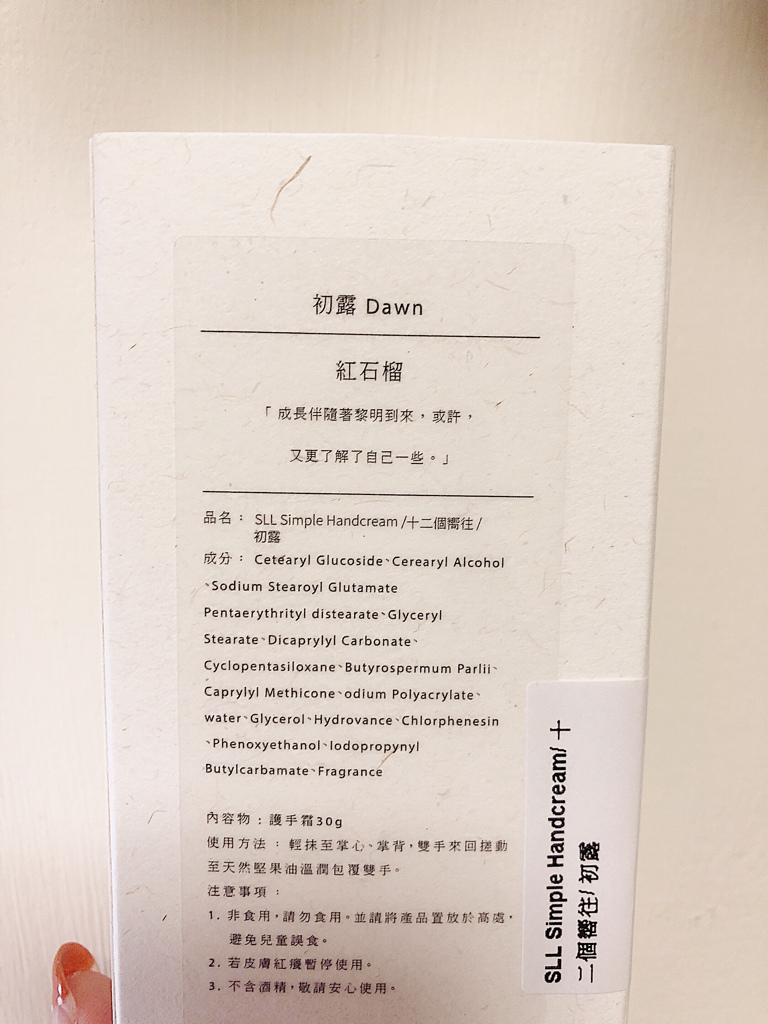 初露 Dawn
紅石榴
「成長伴隨著黎明到來，或許，
又更了解了自己一些。」
品名： SLL Simple Handcream /十二個嚮往/
初露
成分： Cetearyl Glucoside、Cerearyl Alcohol
、Sodium Stearoyl Glutamate
Pentaerythrityl distearate、Glyceryl
Stearate、Dicaprylyl Carbonate、
Cyclopentasiloxane、Butyrospermum Parlii、
Caprylyl Methicone、odium Polyacrylate、
water、Glycerol、Hydrovance、Chlorphenesin
、Phenoxyethanol、Iodopropynyl
Butylcarbamate、Fragrance
內容物：護手霜30g
使用方法： 輕抹至掌心、掌背，雙手來回搓動
至天然堅果油溫潤包覆雙手。
注意事項：
1. 非食用，請勿食用。並請將產品置放於高處，
避免兒童誤食。
2. 若皮膚紅癢暫停使用。
3. 不含酒精，敬請安心使用。
SLL Simple Handcream/ 十
二個嚮往/ 初露